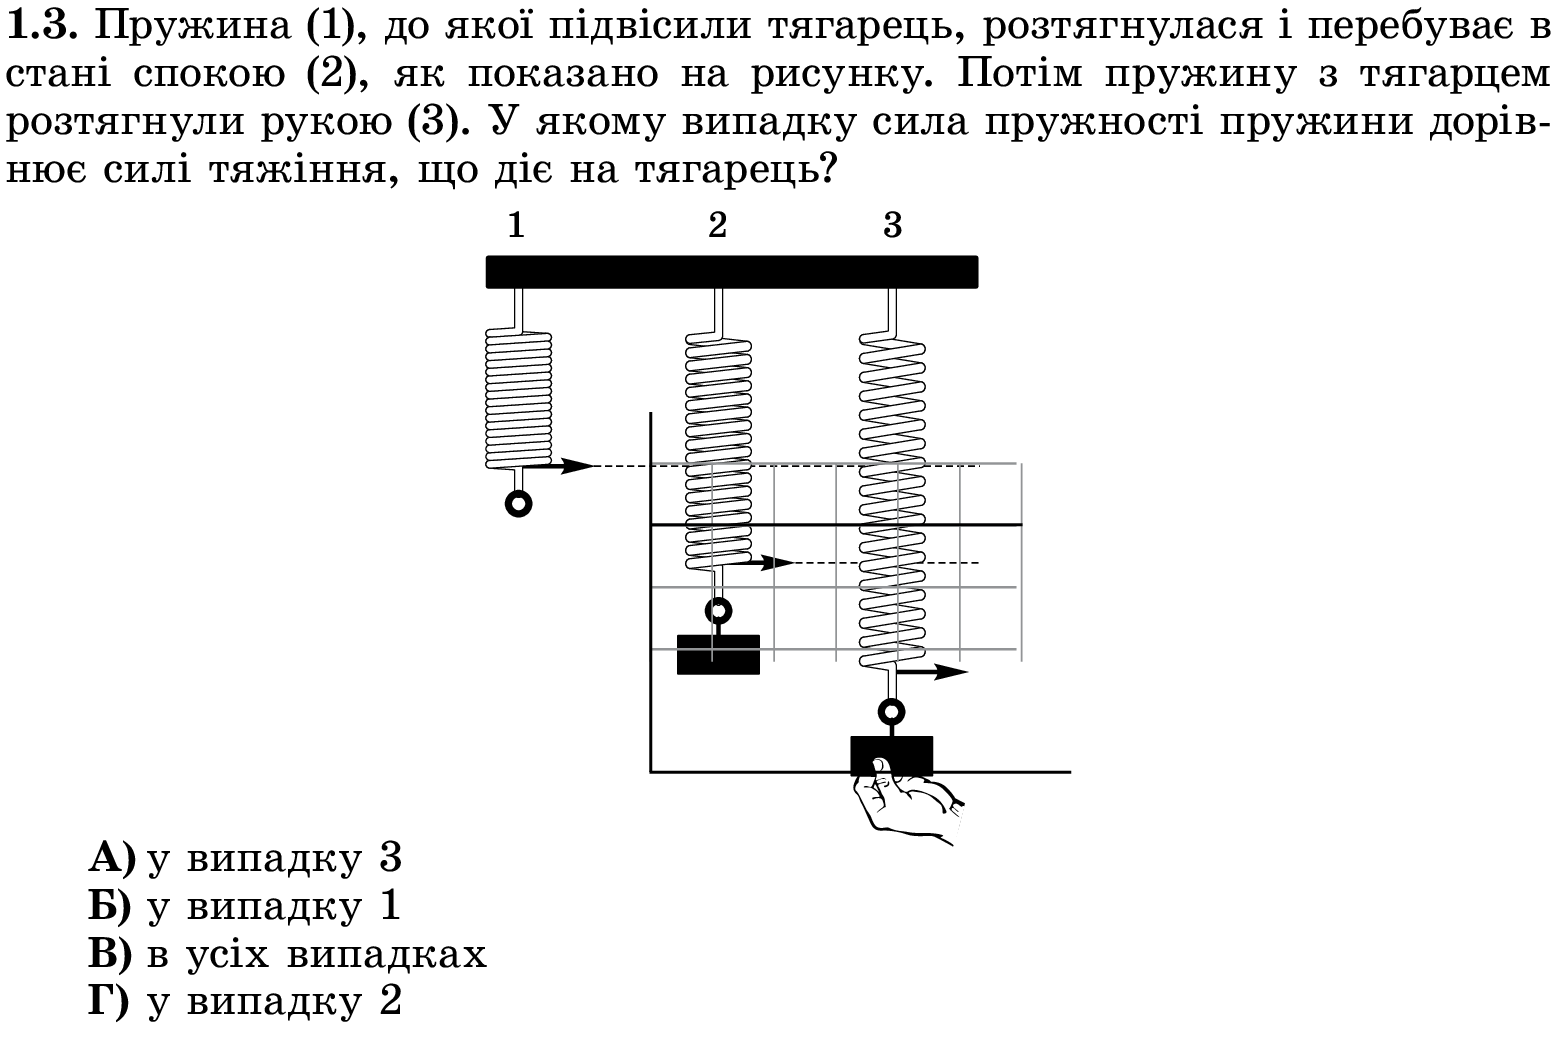 1.3. Пружина (1), до якої підвісили тягарець, розтягнулася і перебуває в
стані спокою (2), як показано на рисунку. Потім пружину з тягарцем
розтягнули рукою (3). У якому випадку сила пружності пружини дорів-
нює силі тяжіння, що діє на тягарець?
1 2 3
А) у випадку 3
Б) у випадку 1
В) в усіх випадках
Г) у випадку 2